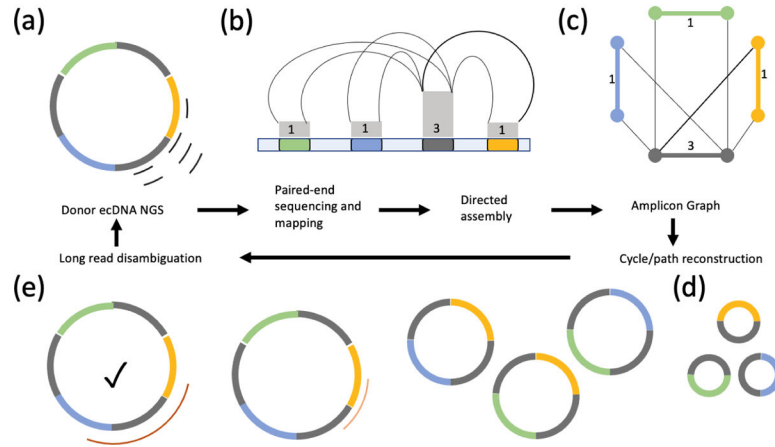 (a)
(b)
(c)
1
1
3
1
1
1
1
3
Donor ecDNA NGS
Paired-end
sequencing and
mapping
Directed
assembly
Amplicon Graph
Long read disambiguation
Cycle/path reconstruction
(e)
(d)
✓